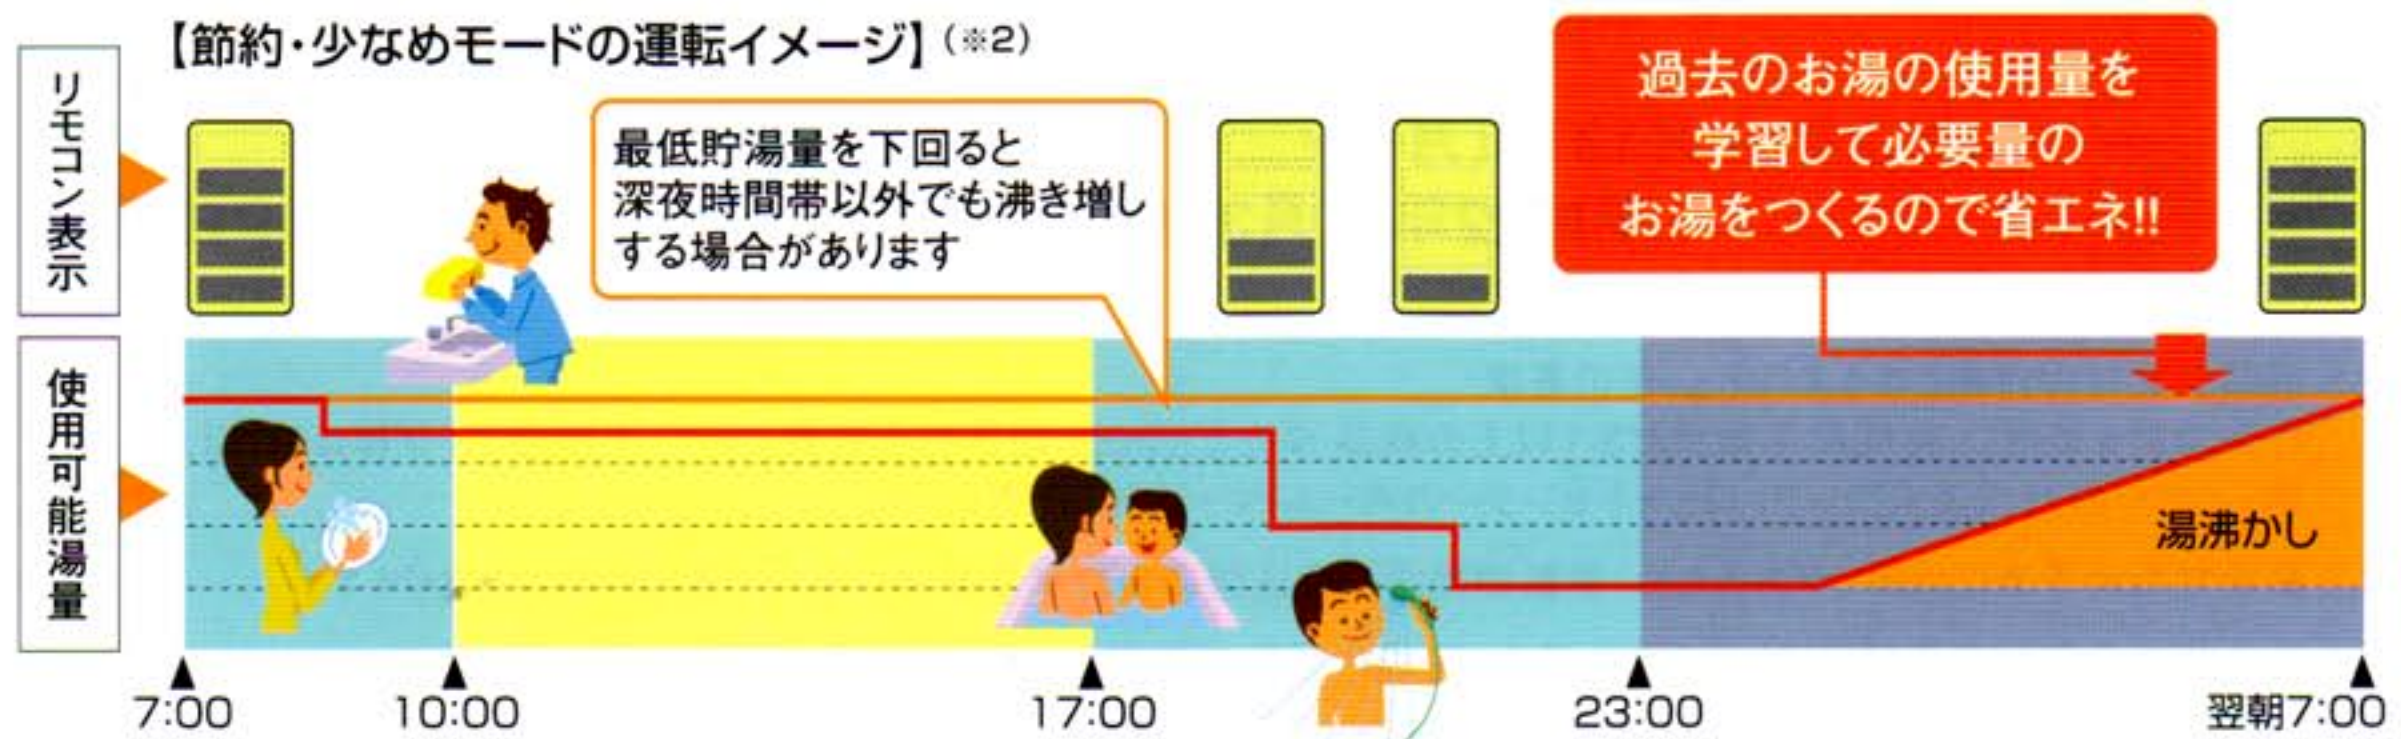 【節約・少なめモードの運転イメージ】(※2)
リモコン表示
最低貯湯量を下回ると
深夜時間帯以外でも沸き増し
する場合があります
過去のお湯の使用量を
学習して必要量の
お湯をつくるので省エネ!!
使用可能湯量
湯沸かし
7:00
10:00
17:00
23:00
翌朝7:00